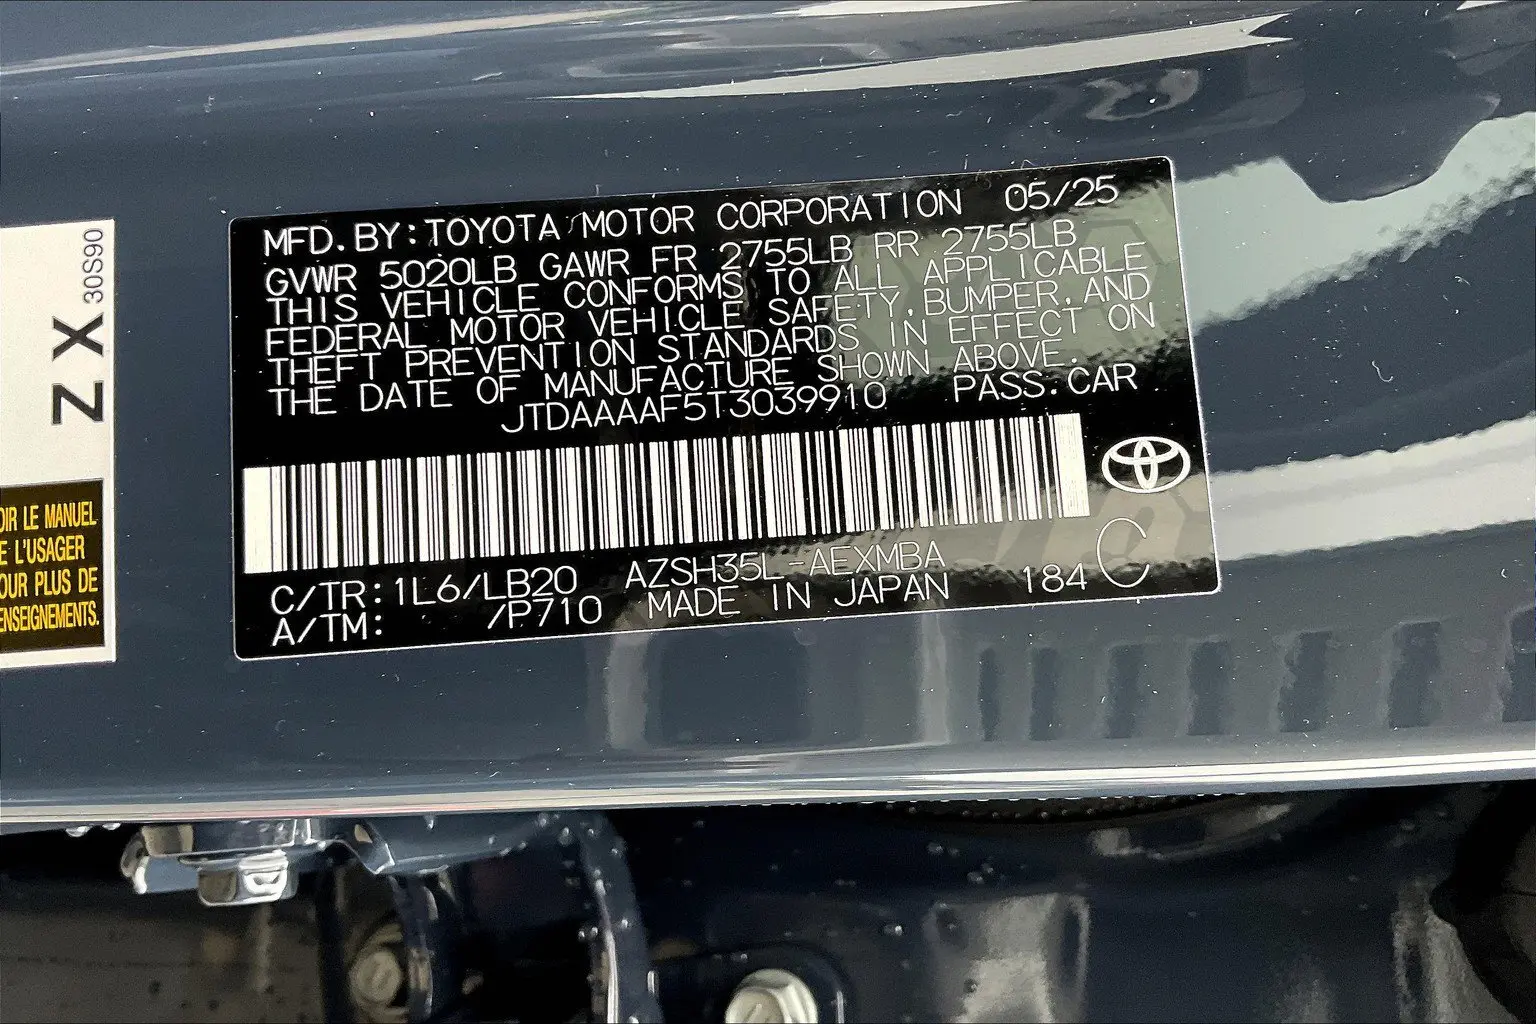 MFD.BY:TOYOTA MOTOR CORPORATION 05/25
GVWR 5020LB GAWR FR 2755LB RR 2755LB
THIS VEHICLE CONFORMS TO ALL APPLICABLE
FEDERAL MOTOR VEHICLE SAFETY,BUMPER,AND
THEFT PREVENTION STANDARDS IN EFFECT ON
THE DATE OF MANUFACTURE SHOWN ABOVE.
JTDAAAAF5T3039910 PASS.CAR
C/TR:1L6/LB20 AZSH35L-AEXMBA
A/TM: /P710 MADE IN JAPAN 184 C
ZX 30S90
LE MANUEL
L'USAGER
PLUS DE